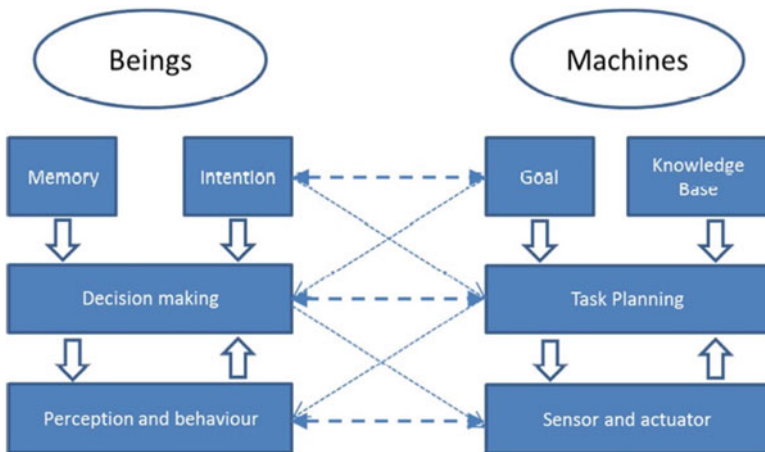 Beings
Machines
Memory
Intention
Goal
Knowledge
Base
Decision making
Task Planning
Perception and behaviour
Sensor and actuator